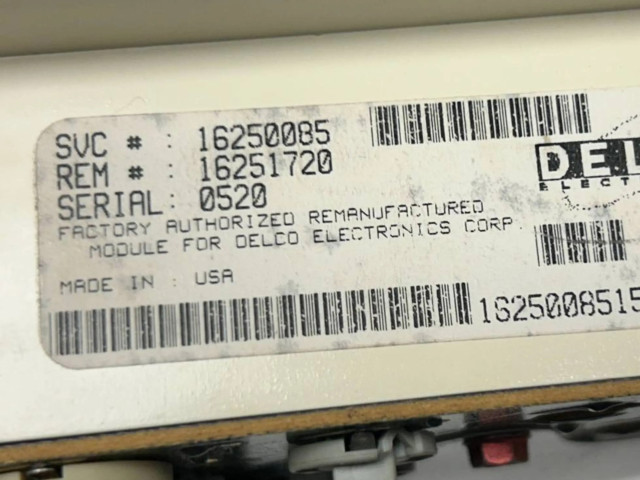 SVC # : 16250085
REM # : 16251720
SERIAL: 0520
FACTORY AUTHORIZED REMANUFACTURED
MODULE FOR DELCO ELECTRONICS CORP.
MADE IN : USA
DEL
ELECT
1625008515